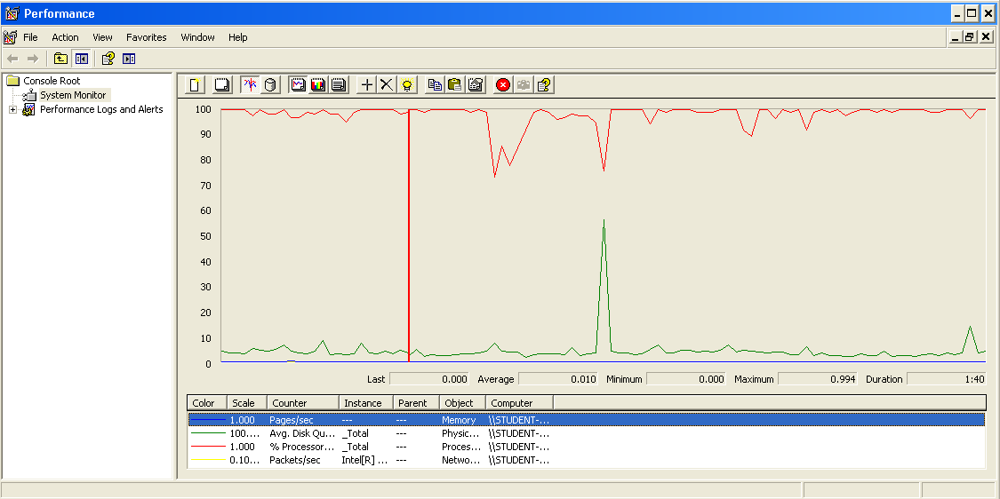 Performance
File Action View Favorites Window Help
Console Root
System Monitor
Performance Logs and Alerts
100
90
80
70
60
50
40
30
20
10
0
Last 0.000 Average 0.010 Minimum 0.000 Maximum 0.994 Duration 1:40
Color Scale Counter Instance Parent Object Computer
1.000 Pages/sec --- --- Memory \\STUDENT-...
100.... Avg. Disk Qu... _Total --- Physic... \\STUDENT-...
1.000 % Processor... _Total --- Proces... \\STUDENT-...
0.10... Packets/sec Intel[R] ... --- Netwo... \\STUDENT-...